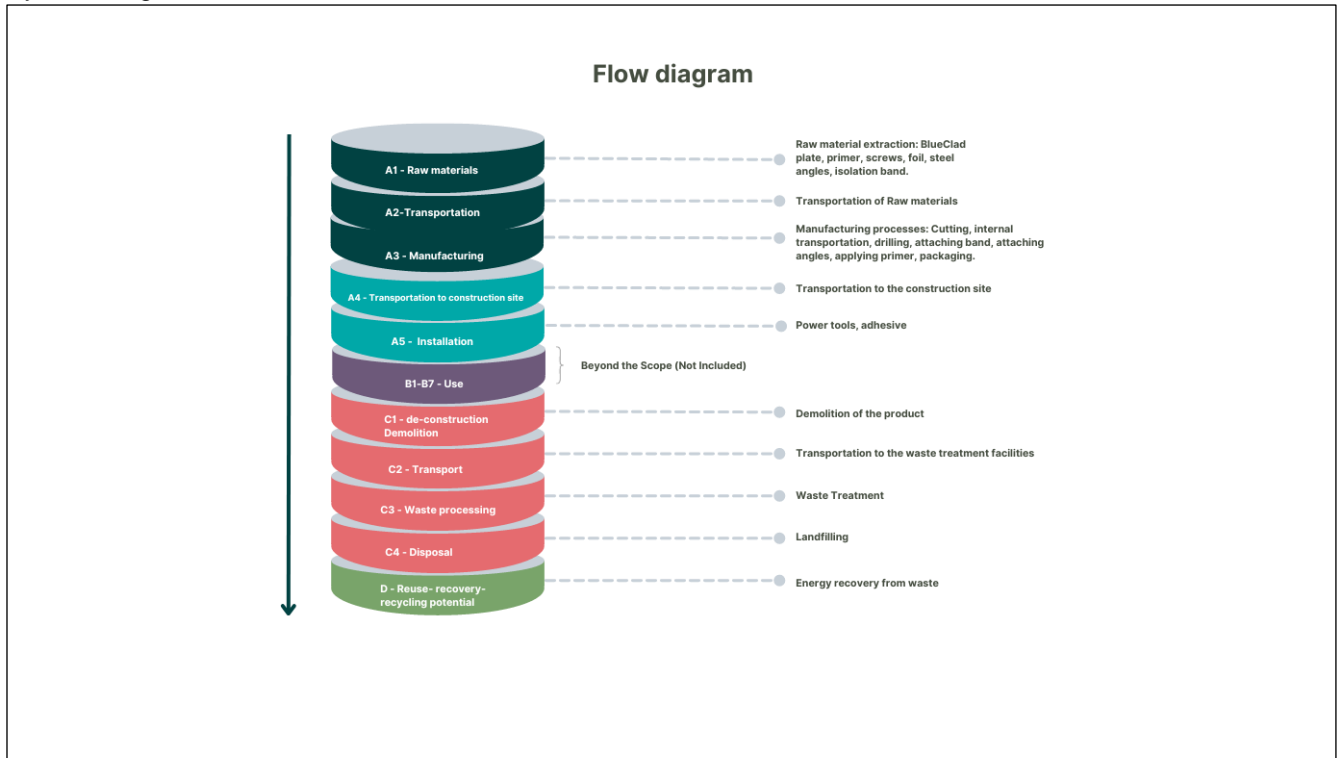 Flow diagram
A1 - Raw materials
Raw material extraction: BlueClad
plate, primer, screws, foil, steel
angles, isolation band.
A2-Transportation
Transportation of Raw materials
A3 - Manufacturing
Manufacturing processes: Cutting, internal
transportation, drilling, attaching band, attaching
angles, applying primer, packaging.
A4 - Transportation to construction site
Transportation to the construction site
A5 - Installation
Power tools, adhesive
B1-B7 - Use
Beyond the Scope (Not Included)
C1 - de-construction
Demolition
Demolition of the product
C2 - Transport
Transportation to the waste treatment facilities
C3 - Waste processing
Waste Treatment
C4 - Disposal
Landfilling
D - Reuse- recovery-
recycling potential
Energy recovery from waste